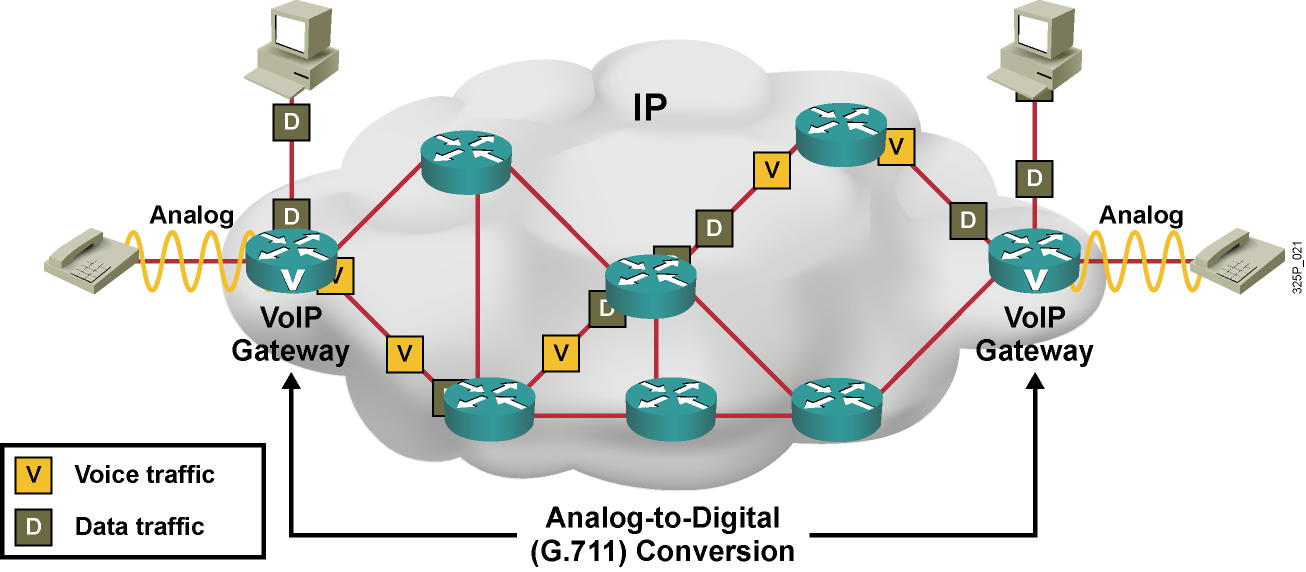 IP
D
D
V
V
D
D
V
D
D
Analog
D
V
VoIP
Gateway
V
V
V
D
D
Analog
V
VoIP
Gateway
325P_021
V Voice traffic
D Data traffic
Analog-to-Digital
(G.711) Conversion